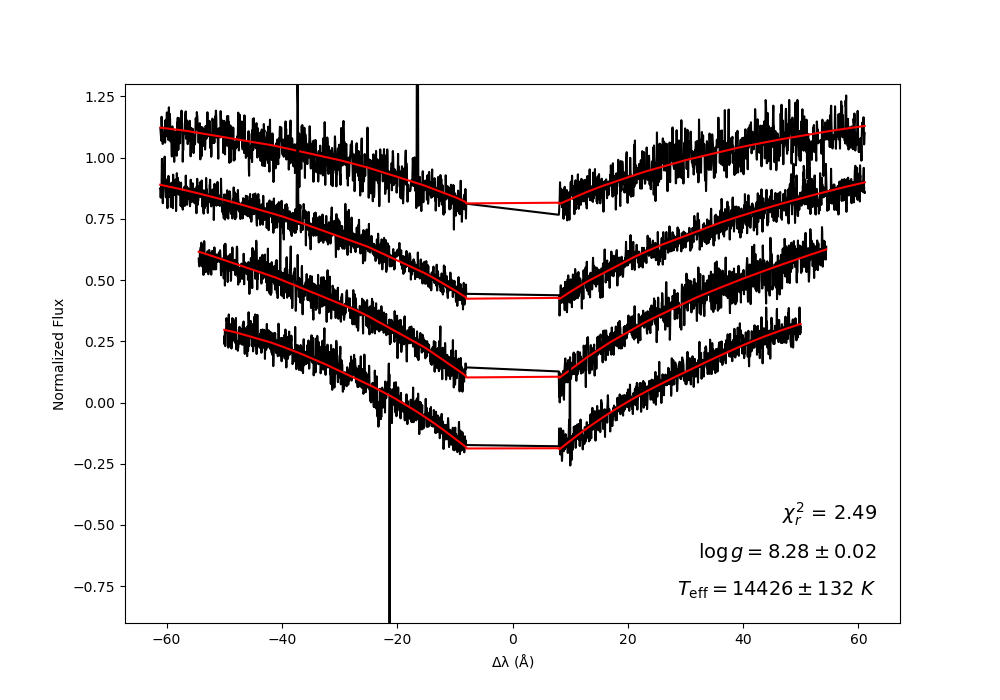 1.25
1.00
0.75
0.50
0.25
0.00
−0.25
−0.50
−0.75
Normalized Flux
χ²ᵣ = 2.49
log g = 8.28 ± 0.02
T_eff = 14426 ± 132 K
−60 −40 −20 0 20 40 60
Δλ (Å)